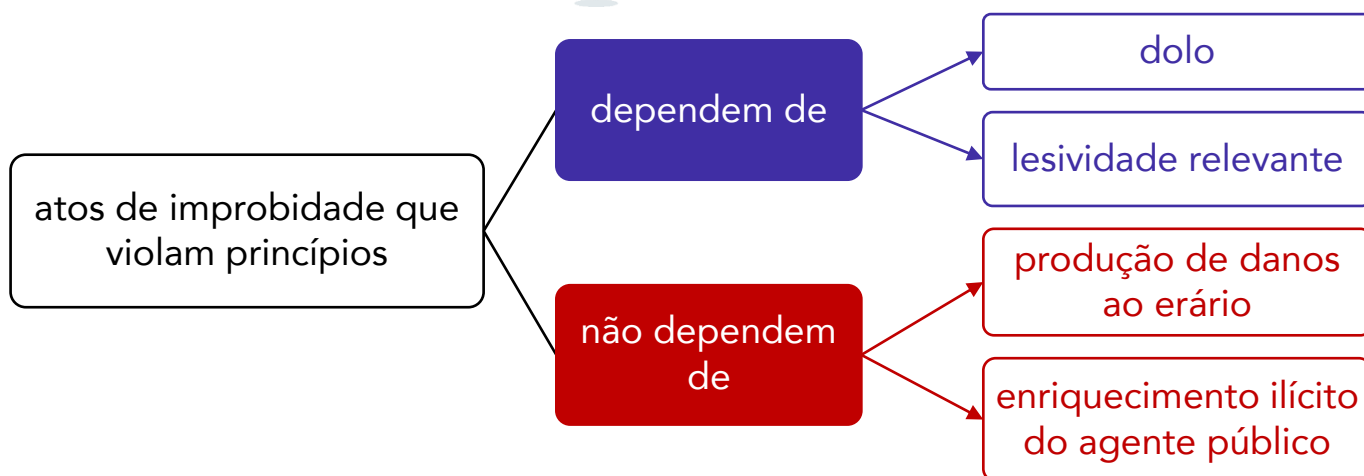 atos de improbidade que
violam princípios
dependem de
dolo
lesividade relevante
não dependem
de
produção de danos
ao erário
enriquecimento ilícito
do agente público